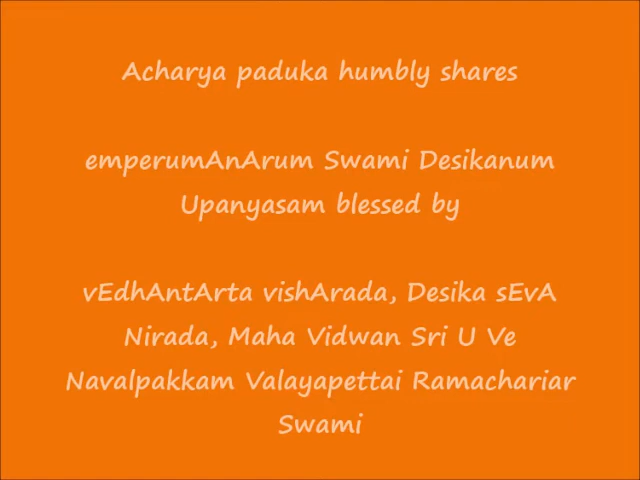 Acharya paduka humbly shares
emperumAnArum Swami Desikanum
Upanyasam blessed by
vEdhAntArta vishArada, Desika sEvA
Nirada, Maha Vidwan Sri U Ve
Navalpakkam Valayapettai Ramachariar
Swami